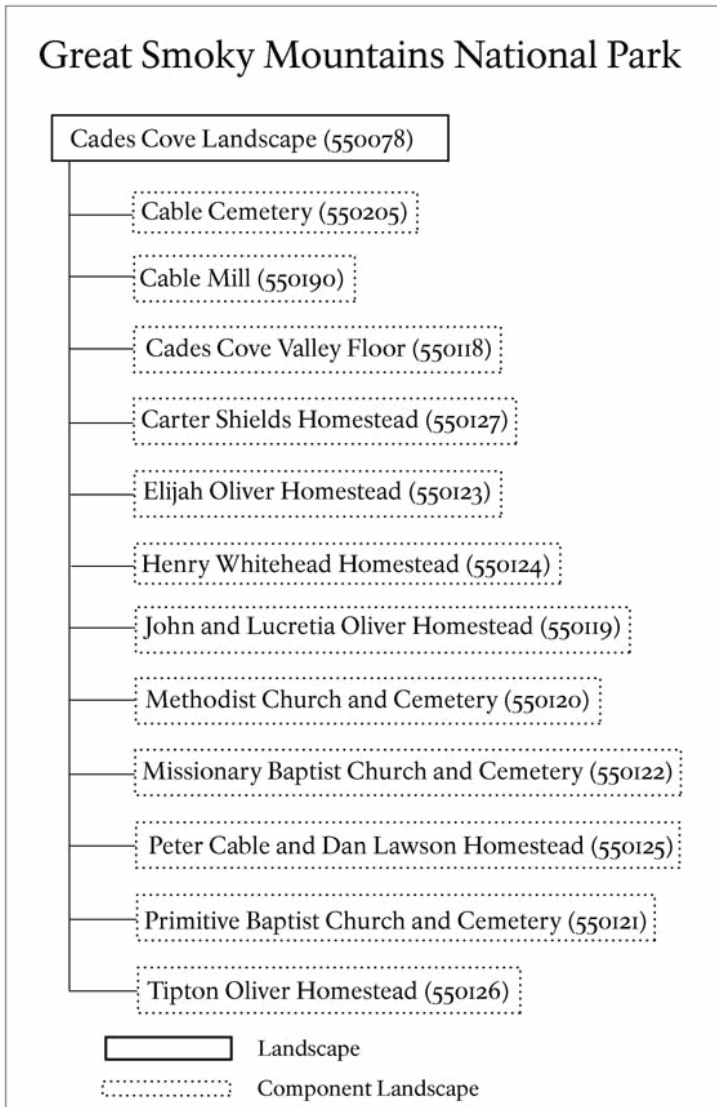 Great Smoky Mountains National Park
Cades Cove Landscape (550078)
Cable Cemetery (550205)
Cable Mill (550190)
Cades Cove Valley Floor (550118)
Carter Shields Homestead (550127)
Elijah Oliver Homestead (550123)
Henry Whitehead Homestead (550124)
John and Lucretia Oliver Homestead (550119)
Methodist Church and Cemetery (550120)
Missionary Baptist Church and Cemetery (550122)
Peter Cable and Dan Lawson Homestead (550125)
Primitive Baptist Church and Cemetery (550121)
Tipton Oliver Homestead (550126)
Landscape
Component Landscape